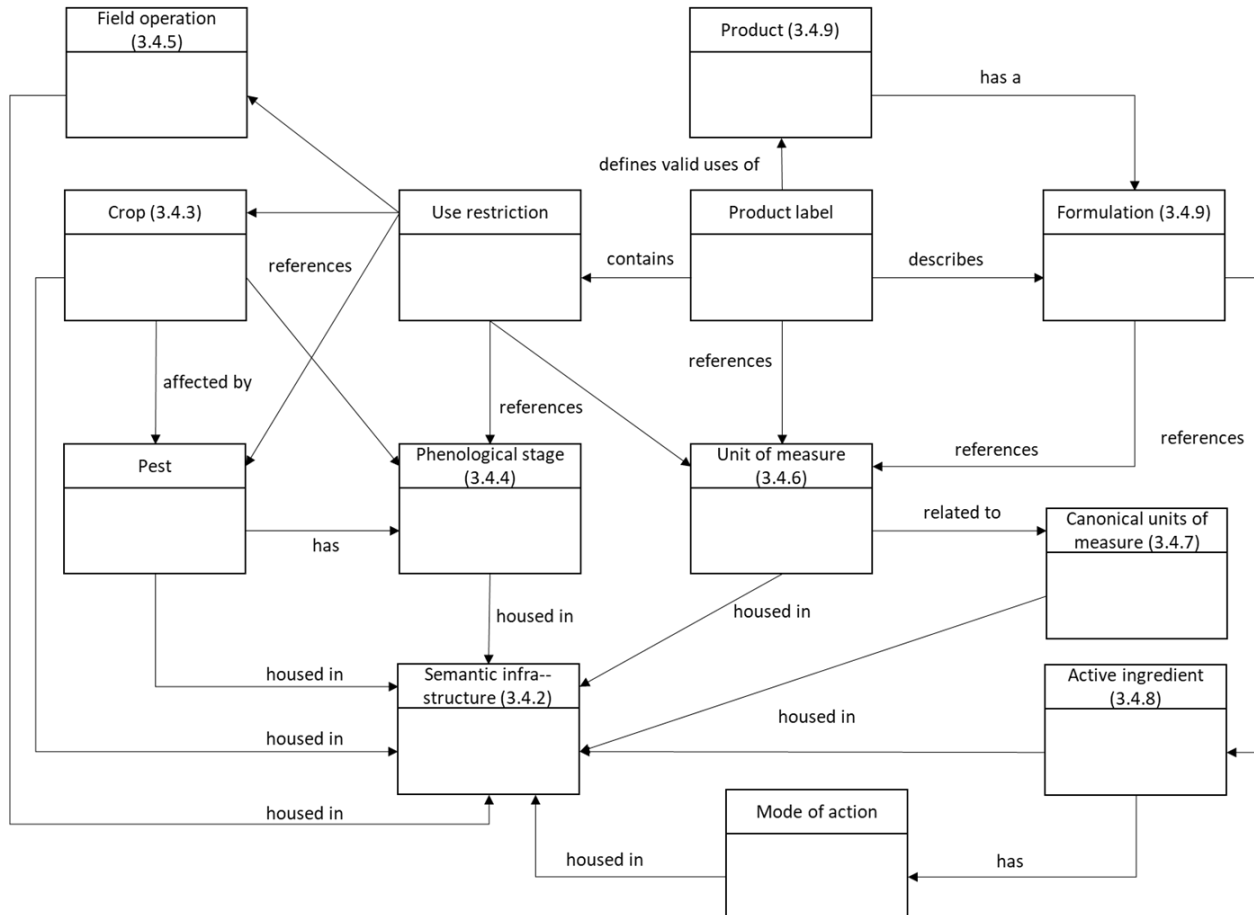 Field operation
(3.4.5)
Product (3.4.9)
has a
defines valid uses of
Crop (3.4.3)
Use restriction
Product label
Formulation (3.4.9)
references
contains
describes
affected by
references
references
references
references
Pest
Phenological stage
(3.4.4)
Unit of measure
(3.4.6)
has
related to
Canonical units of
measure (3.4.7)
housed in
housed in
housed in
Semantic infra--
structure (3.4.2)
Active ingredient
(3.4.8)
housed in
housed in
housed in
Mode of action
housed in
has